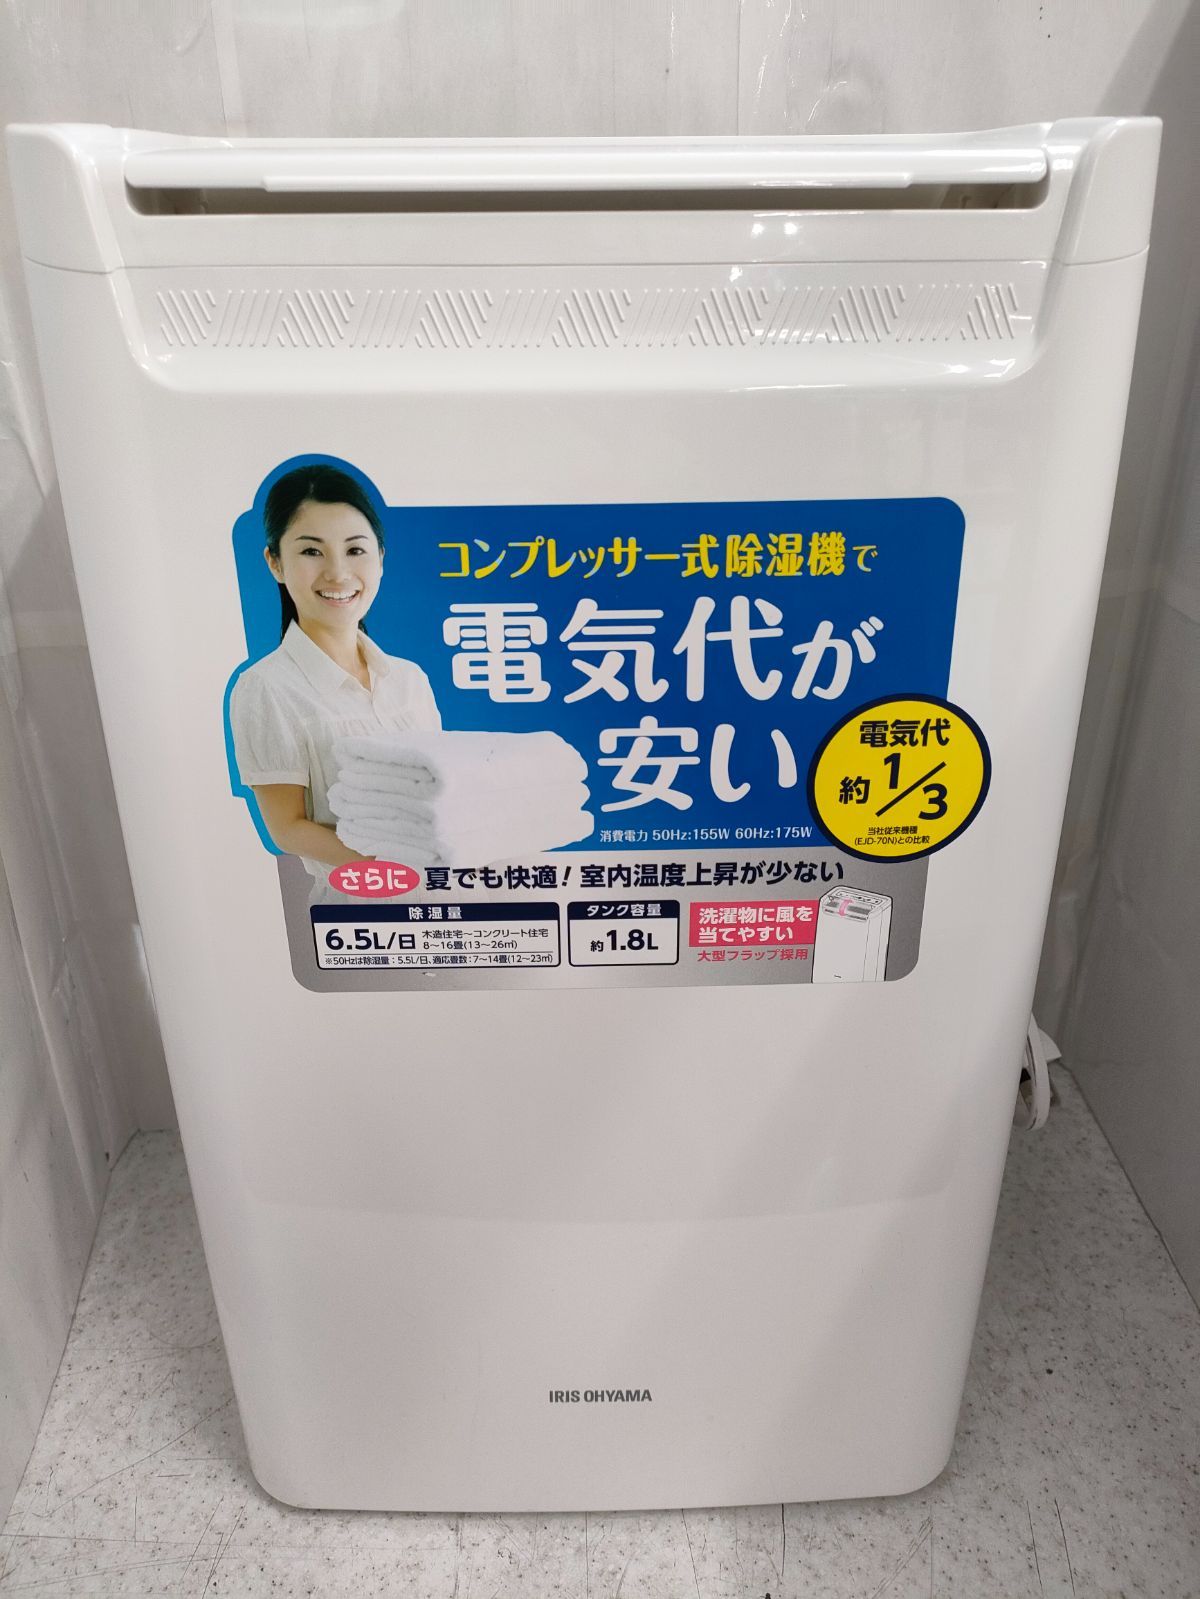 コンプレッサー式除湿機で
電気代が
安い
消費電力 50Hz:155W 60Hz:175W
電気代
約1/3
当社従来機種
(EJD-70N)との比較
さらに 夏でも快適！室内温度上昇が少ない
除湿量
6.5L/日 木造住宅〜コンクリート住宅
8〜16畳(13〜26㎡)
※50Hzは除湿量：5.5L/日、適応畳数：7〜14畳(12〜23㎡)
タンク容量
約1.8L
洗濯物に風を
当てやすい
大型フラップ採用
IRIS OHYAMA